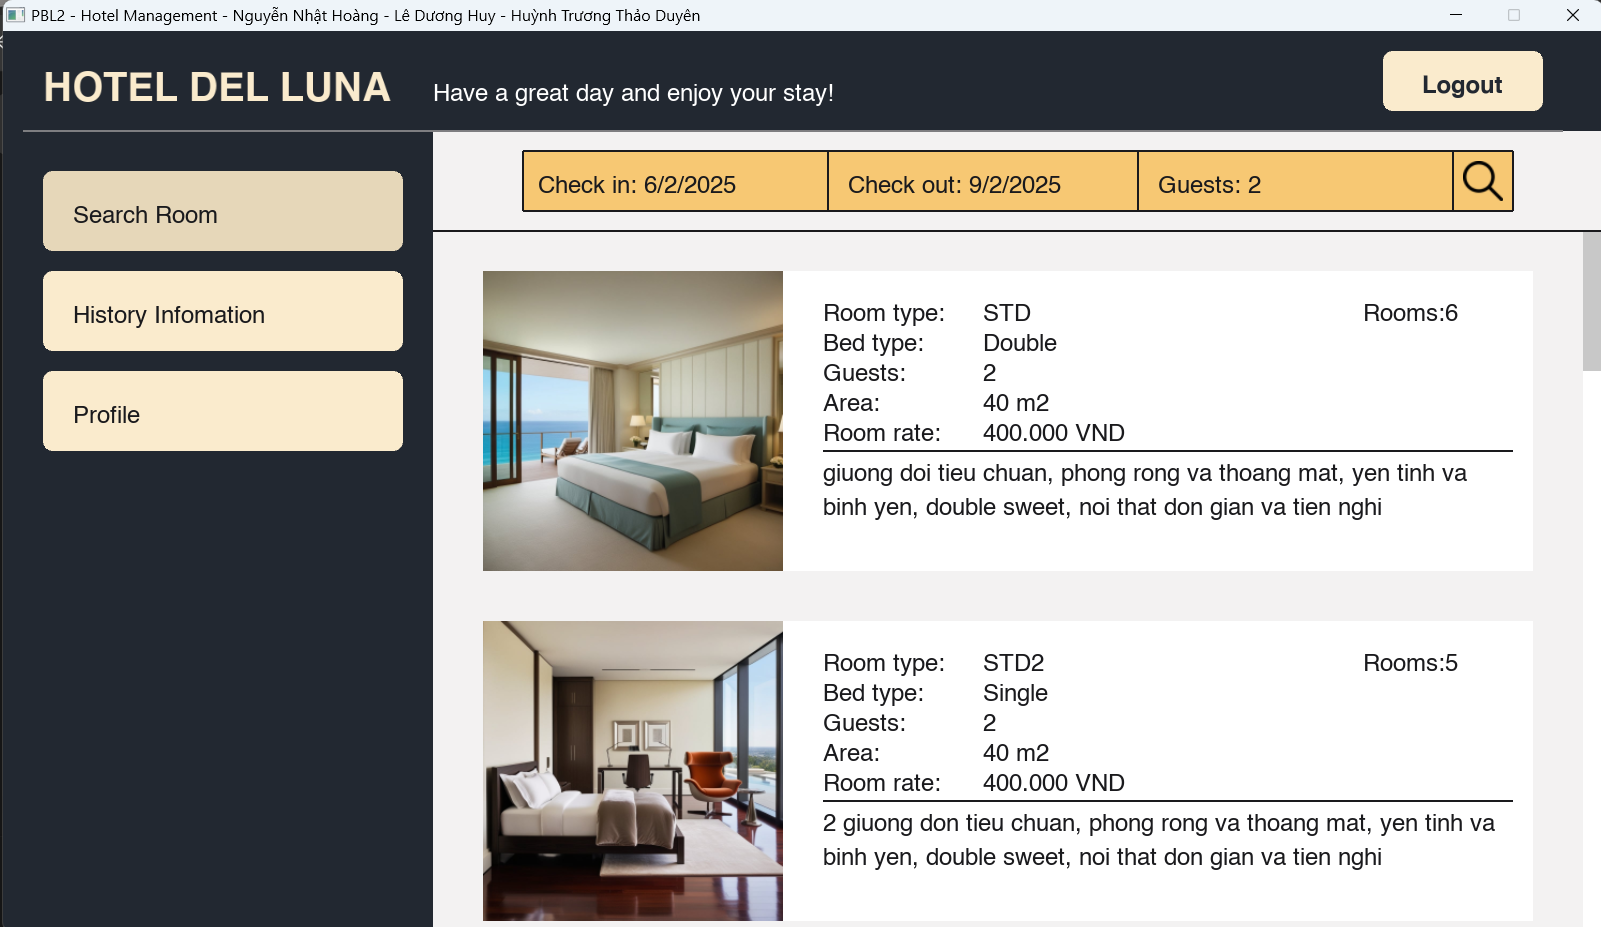 PBL2 - Hotel Management - Nguyễn Nhật Hoàng - Lê Dương Huy - Huỳnh Trương Thảo Duyên
HOTEL DEL LUNA
Have a great day and enjoy your stay!
Logout
Search Room
History Infomation
Profile
Check in: 6/2/2025
Check out: 9/2/2025
Guests: 2
Room type: STD
Rooms:6
Bed type: Double
Guests: 2
Area: 40 m2
Room rate: 400.000 VND
giuong doi tieu chuan, phong rong va thoang mat, yen tinh va
binh yen, double sweet, noi that don gian va tien nghi
Room type: STD2
Rooms:5
Bed type: Single
Guests: 2
Area: 40 m2
Room rate: 400.000 VND
2 giuong don tieu chuan, phong rong va thoang mat, yen tinh va
binh yen, double sweet, noi that don gian va tien nghi